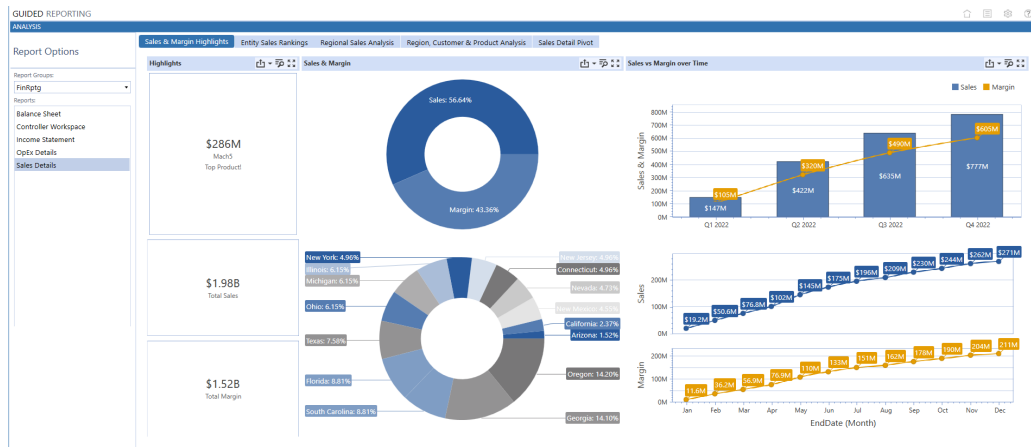 GUIDED REPORTING
ANALYSIS
Report Options
Report Groups:
FinRptg
Reports:
Balance Sheet
Controller Workspace
Income Statement
OpEx Details
Sales Details
Sales & Margin Highlights
Entity Sales Rankings
Regional Sales Analysis
Region, Customer & Product Analysis
Sales Detail Pivot
Highlights
$286M
Mach5
Top Product!
$1.98B
Total Sales
$1.52B
Total Margin
Sales & Margin
Sales: 56.64%
Margin: 43.36%
New York: 4.96%
Illinois: 6.15%
Michigan: 6.15%
Ohio: 6.15%
Texas: 7.58%
Florida: 8.81%
South Carolina: 8.81%
New Jersey: 4.96%
Connecticut: 4.96%
Nevada: 4.73%
New Mexico:
California: 2.37%
Arizona: 1.52%
Oregon: 14.20%
Georgia: 14.10%
Sales vs Margin over Time
Sales
Margin
Sales & Margin
800M
700M
600M
500M
400M
300M
200M
100M
0M
$105M
$147M
$320M
$422M
$490M
$635M
$605M
$777M
Q1 2022
Q2 2022
Q3 2022
Q4 2022
Sales
200M
100M
0M
$19.2M
$50.6M
$76.8M
$102M
$145M
$175M
$196M
$209M
$230M
$244M
$262M
$271M
Margin
200M
100M
0M
11.6M
36.2M
56.9M
76.9M
110M
133M
151M
162M
178M
190M
204M
211M
Jan
Feb
Mar
Apr
May
Jun
Jul
Aug
Sep
Oct
Nov
Dec
EndDate (Month)